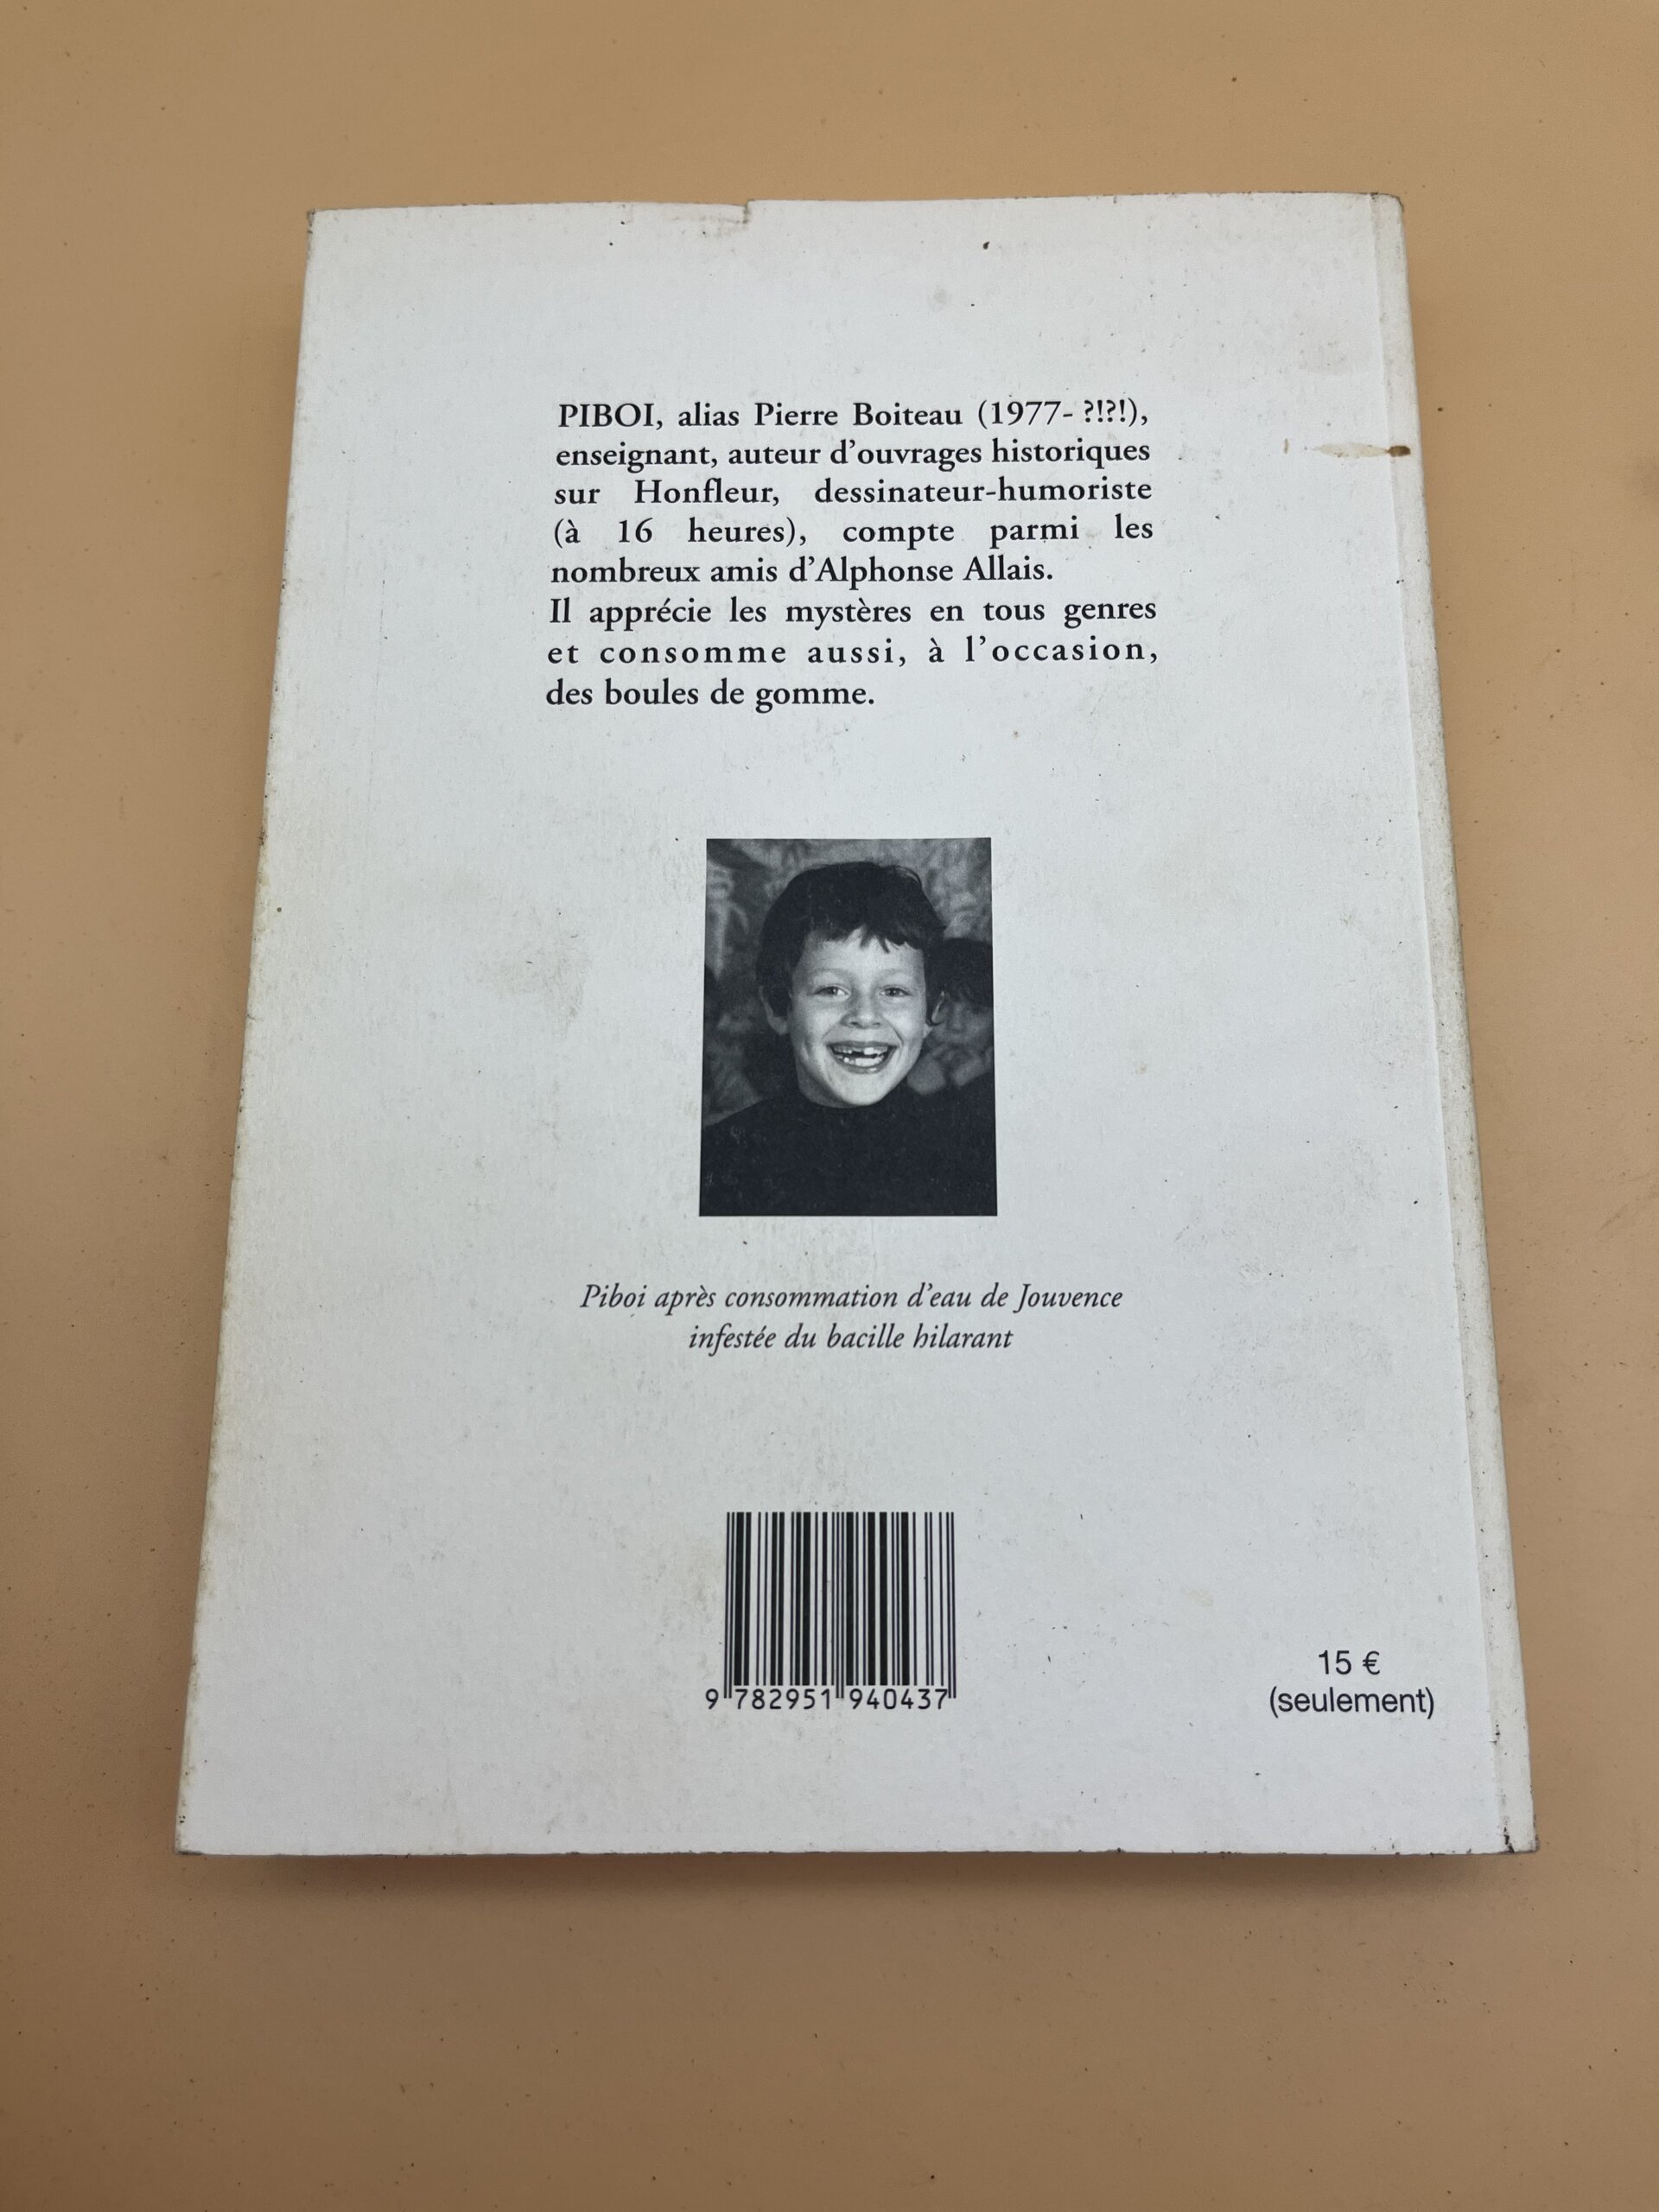 PIBOI, alias Pierre Boiteau (1977- ?!?!),
enseignant, auteur d'ouvrages historiques
sur Honfleur, dessinateur-humoriste
(à 16 heures), compte parmi les
nombreux amis d'Alphonse Allais.
Il apprécie les mystères en tous genres
et consomme aussi, à l'occasion,
des boules de gomme.
Piboi après consommation d'eau de Jouvence
infestée du bacille hilarant
9 782951 940437
15 €
(seulement)